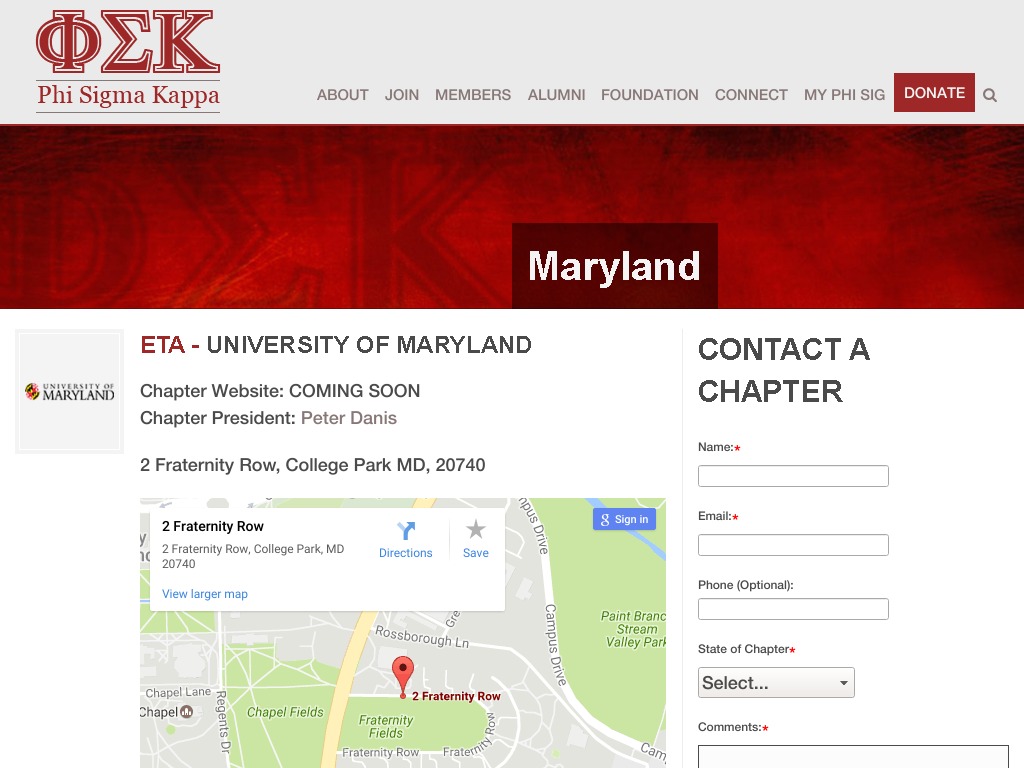 ΦΣΚ
Phi Sigma Kappa
ABOUT JOIN MEMBERS ALUMNI FOUNDATION CONNECT MY PHI SIG DONATE
ΦΣΚ
Maryland
UNIVERSITY OF
MARYLAND
ETA - UNIVERSITY OF MARYLAND
Chapter Website: COMING SOON
Chapter President: Peter Danis
2 Fraternity Row, College Park MD, 20740
2 Fraternity Row
2 Fraternity Row, College Park, MD
20740
View larger map
Directions
Save
Sign in
Campus Drive
Campus Drive
Paint Branch
Stream
Valley Park
Rossborough Ln
2 Fraternity Row
Chapel Lane
Chapel
Regents Dr
Chapel Fields
Fraternity
Fields
Fraternity Row
Fraternity Row
CONTACT A
CHAPTER
Name:*
Email:*
Phone (Optional):
State of Chapter*
Select...
Comments:*